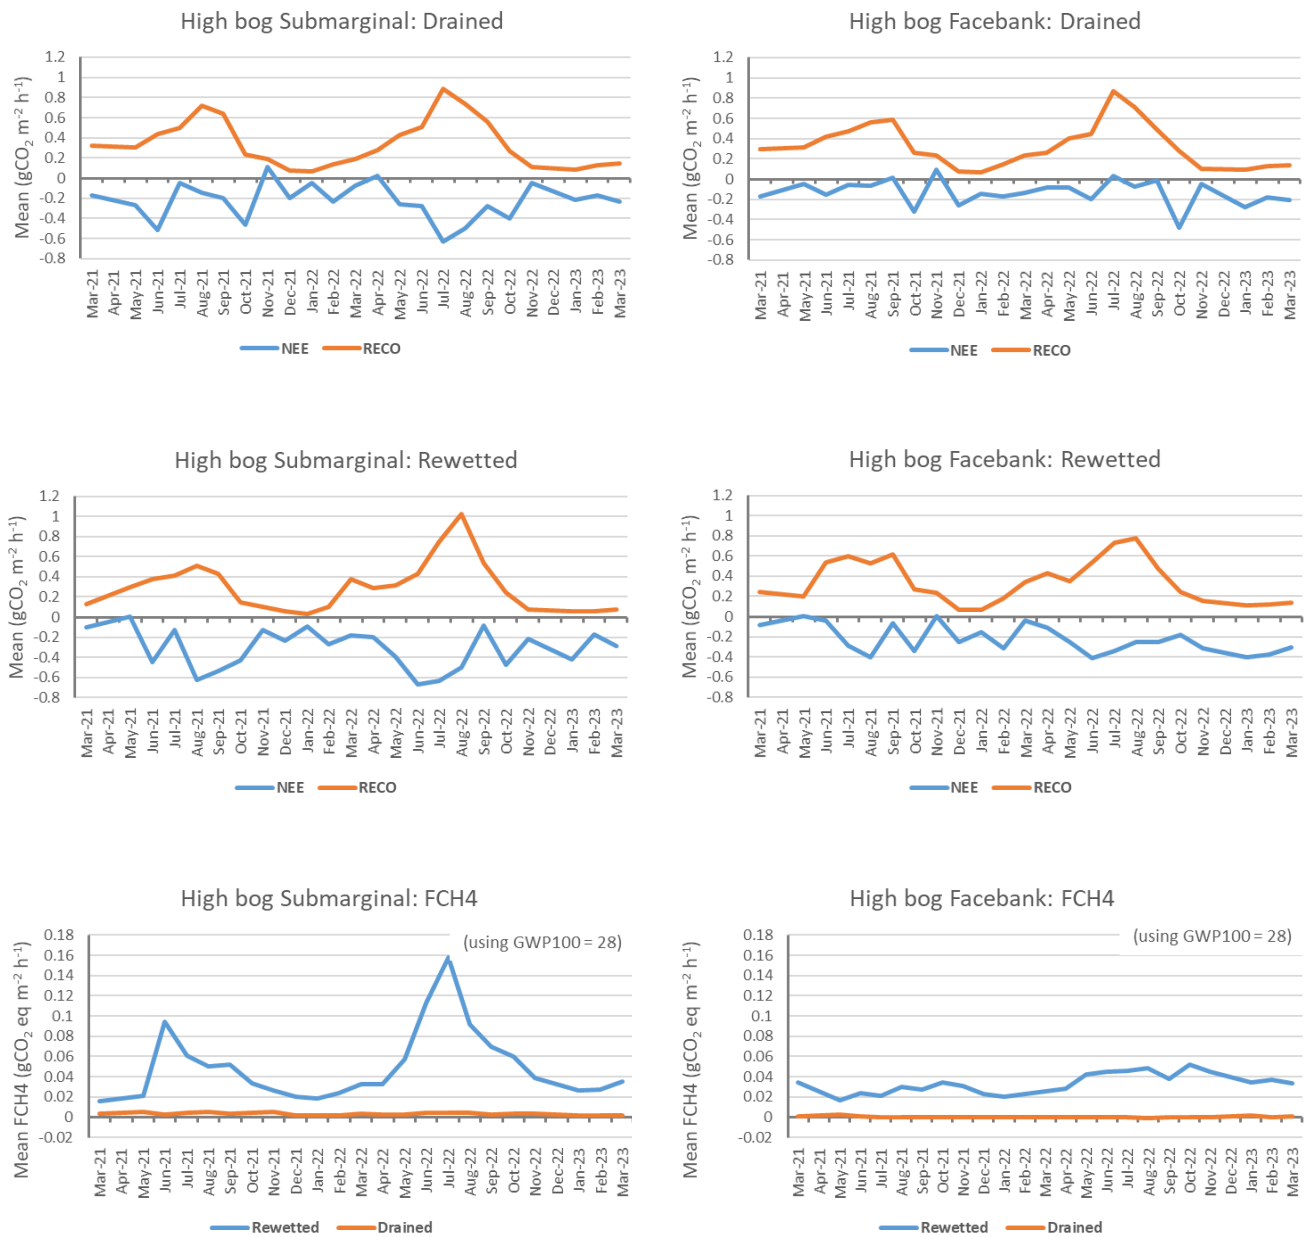 High bog Submarginal: Drained
Mean (gCO₂ m⁻² h⁻¹)
1.2
1
0.8
0.6
0.4
0.2
0
-0.2
-0.4
-0.6
-0.8
Mar-21 Apr-21 May-21 Jun-21 Jul-21 Aug-21 Sep-21 Oct-21 Nov-21 Dec-21 Jan-22 Feb-22 Mar-22 Apr-22 May-22 Jun-22 Jul-22 Aug-22 Sep-22 Oct-22 Nov-22 Dec-22 Jan-23 Feb-23 Mar-23
NEE RECO
High bog Facebank: Drained
Mean (gCO₂ m⁻² h⁻¹)
1.2
1
0.8
0.6
0.4
0.2
0
-0.2
-0.4
-0.6
-0.8
Mar-21 Apr-21 May-21 Jun-21 Jul-21 Aug-21 Sep-21 Oct-21 Nov-21 Dec-21 Jan-22 Feb-22 Mar-22 Apr-22 May-22 Jun-22 Jul-22 Aug-22 Sep-22 Oct-22 Nov-22 Dec-22 Jan-23 Feb-23 Mar-23
NEE RECO
High bog Submarginal: Rewetted
Mean (gCO₂ m⁻² h⁻¹)
1.2
1
0.8
0.6
0.4
0.2
0
-0.2
-0.4
-0.6
-0.8
Mar-21 Apr-21 May-21 Jun-21 Jul-21 Aug-21 Sep-21 Oct-21 Nov-21 Dec-21 Jan-22 Feb-22 Mar-22 Apr-22 May-22 Jun-22 Jul-22 Aug-22 Sep-22 Oct-22 Nov-22 Dec-22 Jan-23 Feb-23 Mar-23
NEE RECO
High bog Facebank: Rewetted
Mean (gCO₂ m⁻² h⁻¹)
1.2
1
0.8
0.6
0.4
0.2
0
-0.2
-0.4
-0.6
-0.8
Mar-21 Apr-21 May-21 Jun-21 Jul-21 Aug-21 Sep-21 Oct-21 Nov-21 Dec-21 Jan-22 Feb-22 Mar-22 Apr-22 May-22 Jun-22 Jul-22 Aug-22 Sep-22 Oct-22 Nov-22 Dec-22 Jan-23 Feb-23 Mar-23
NEE RECO
High bog Submarginal: FCH4
(using GWP100 = 28)
Mean FCH4 (gCO₂ eq m⁻² h⁻¹)
0.18
0.16
0.14
0.12
0.1
0.08
0.06
0.04
0.02
0
-0.02
Mar-21 Apr-21 May-21 Jun-21 Jul-21 Aug-21 Sep-21 Oct-21 Nov-21 Dec-21 Jan-22 Feb-22 Mar-22 Apr-22 May-22 Jun-22 Jul-22 Aug-22 Sep-22 Oct-22 Nov-22 Dec-22 Jan-23 Feb-23 Mar-23
Rewetted Drained
High bog Facebank: FCH4
(using GWP100 = 28)
Mean FCH4 (gCO₂ eq m⁻² h⁻¹)
0.18
0.16
0.14
0.12
0.1
0.08
0.06
0.04
0.02
0
-0.02
Mar-21 Apr-21 May-21 Jun-21 Jul-21 Aug-21 Sep-21 Oct-21 Nov-21 Dec-21 Jan-22 Feb-22 Mar-22 Apr-22 May-22 Jun-22 Jul-22 Aug-22 Sep-22 Oct-22 Nov-22 Dec-22 Jan-23 Feb-23 Mar-23
Rewetted Drained